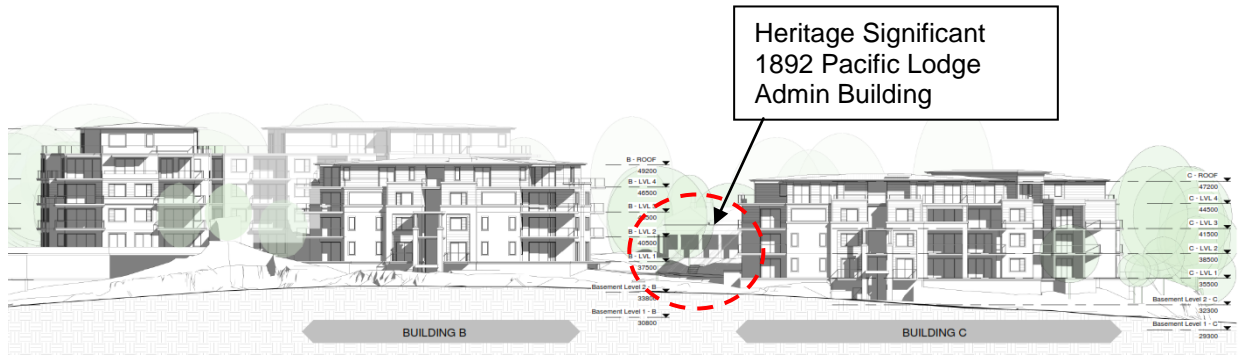 Heritage Significant
1892 Pacific Lodge
Admin Building
B - ROOF
49200
B - LVL 4
46500
B - LVL
500
B - LVL 2
40500
B - LVL 1
37500
Basement Level 2 - B
33800
Basement Level 1 - B
30800
C - ROOF
47200
C - LVL 4
44500
C - LVL 3
41500
C - LVL 2
38500
C - LVL 1
35500
Basement Level 2 - C
32300
Basement Level 1 - C
29300
BUILDING B
BUILDING C